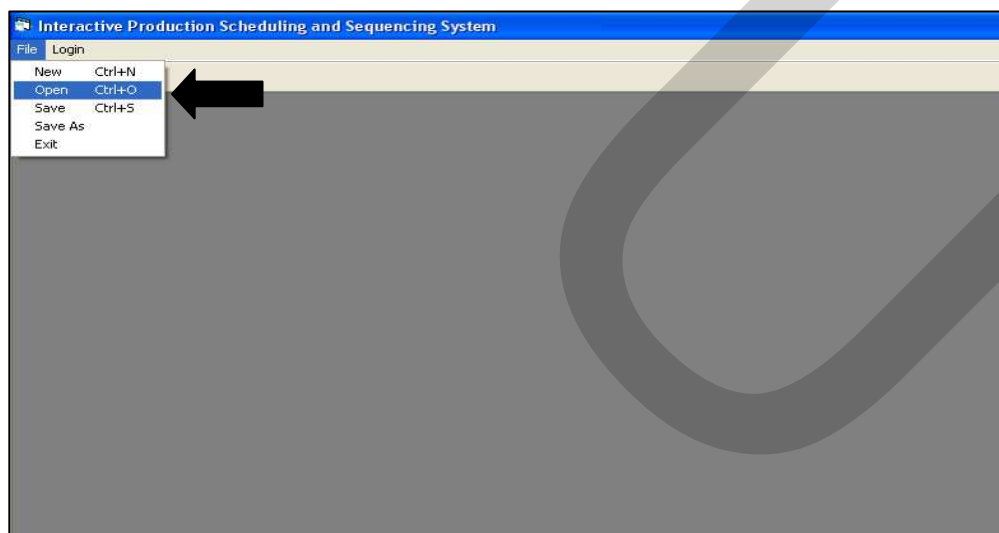 Interactive Production Scheduling and Sequencing System
File Login
New Ctrl+N
Open Ctrl+O
Save Ctrl+S
Save As
Exit